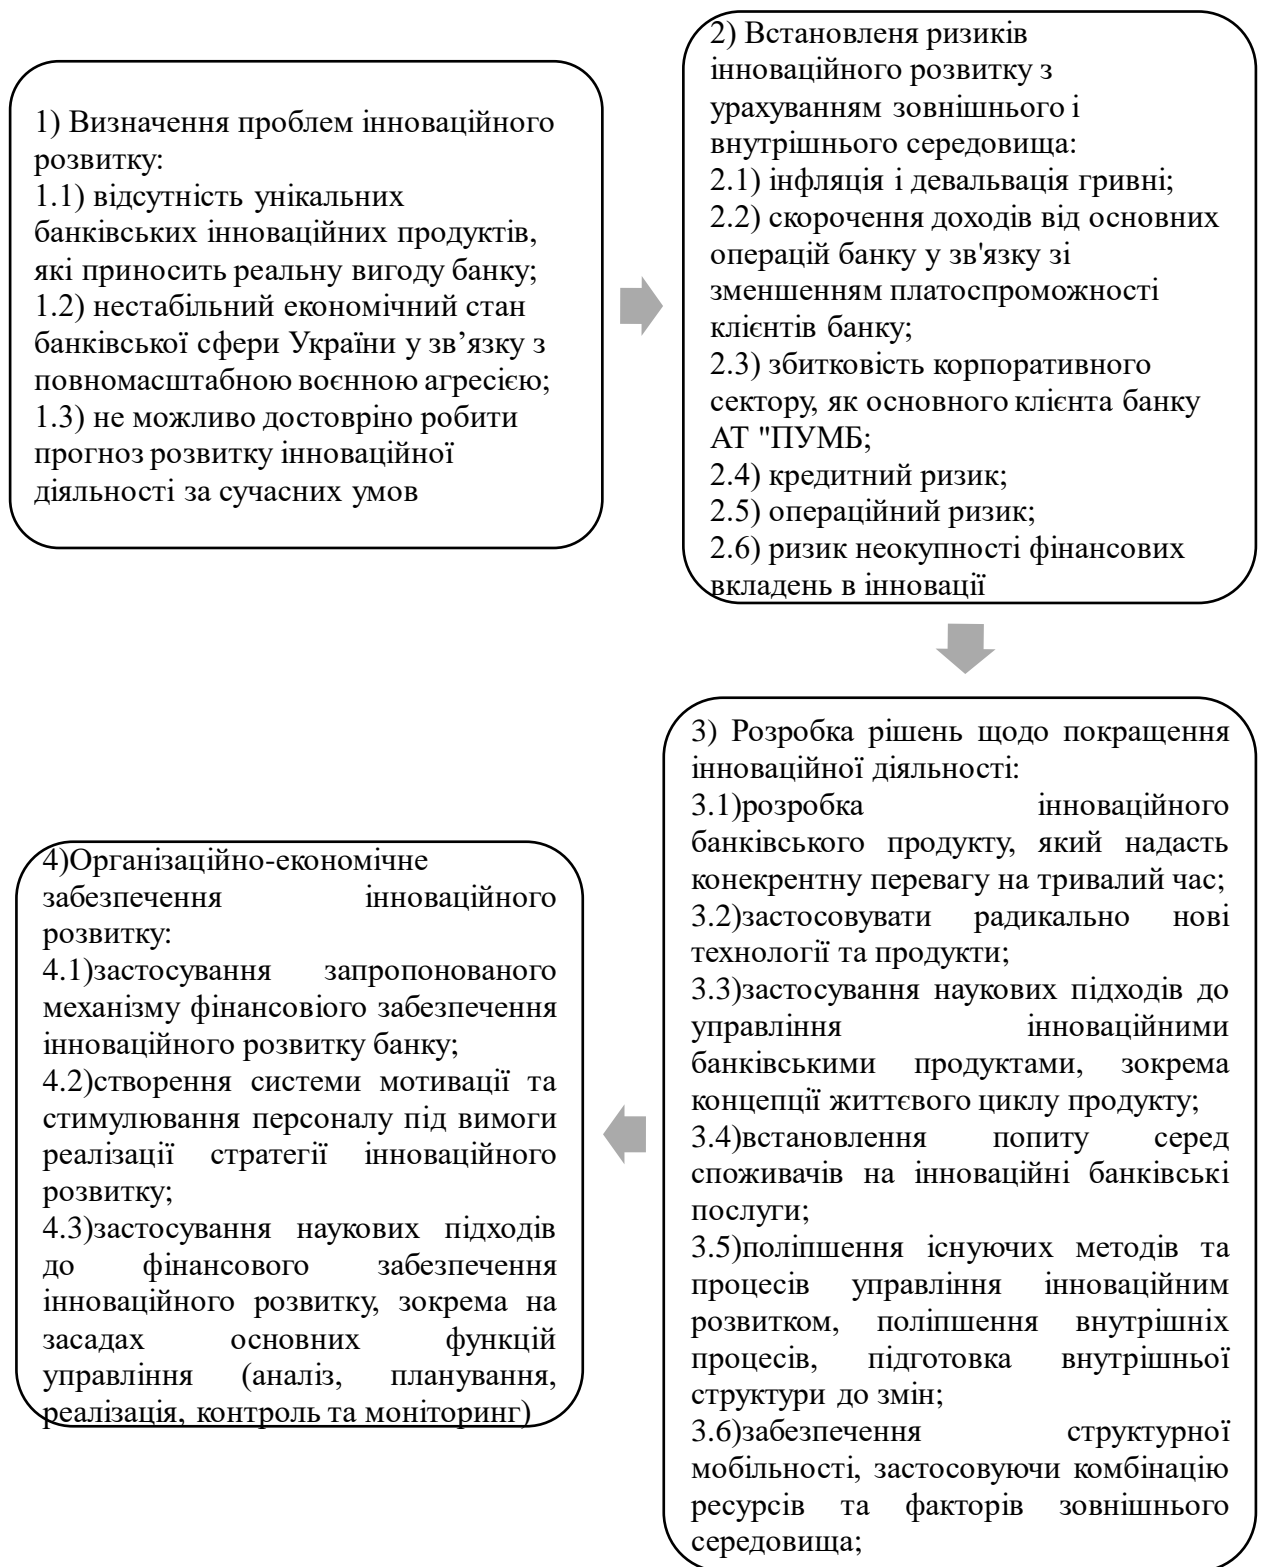 1) Визначення проблем інноваційного
розвитку:
1.1) відсутність унікальних
банківських інноваційних продуктів,
які приносить реальну вигоду банку;
1.2) нестабільний економічний стан
банківської сфери України у зв’язку з
повномасштабною воєнною агресією;
1.3) не можливо достовріно робити
прогноз розвитку інноваційної
діяльності за сучасних умов
2) Встановленя ризиків
інноваційного розвитку з
урахуванням зовнішнього і
внутрішнього середовища:
2.1) інфляція і девальвація гривні;
2.2) скорочення доходів від основних
операцій банку у зв'язку зі
зменшенням платоспроможності
клієнтів банку;
2.3) збитковість корпоративного
сектору, як основного клієнта банку
АТ "ПУМБ;
2.4) кредитний ризик;
2.5) операційний ризик;
2.6) ризик неокупності фінансових
вкладень в інновації
3) Розробка рішень щодо покращення
інноваційної діяльності:
3.1)розробка інноваційного
банківського продукту, який надасть
конекрентну перевагу на тривалий час;
3.2)застосовувати радикально нові
технології та продукти;
3.3)застосування наукових підходів до
управління інноваційними
банківськими продуктами, зокрема
концепції життєвого циклу продукту;
3.4)встановлення попиту серед
споживачів на інноваційні банківські
послуги;
3.5)поліпшення існуючих методів та
процесів управління інноваційним
розвитком, поліпшення внутрішніх
процесів, підготовка внутрішньої
структури до змін;
3.6)забезпечення структурної
мобільності, застосовуючи комбінацію
ресурсів та факторів зовнішнього
середовища;
4)Організаційно-економічне
забезпечення інноваційного
розвитку:
4.1)застосування запропонованого
механізму фінансовіого забезпечення
інноваційного розвитку банку;
4.2)створення системи мотивації та
стимулювання персоналу під вимоги
реалізації стратегії інноваційного
розвитку;
4.3)застосування наукових підходів
до фінансового забезпечення
інноваційного розвитку, зокрема на
засадах основних функцій
управління (аналіз, планування,
реалізація, контроль та моніторинг)